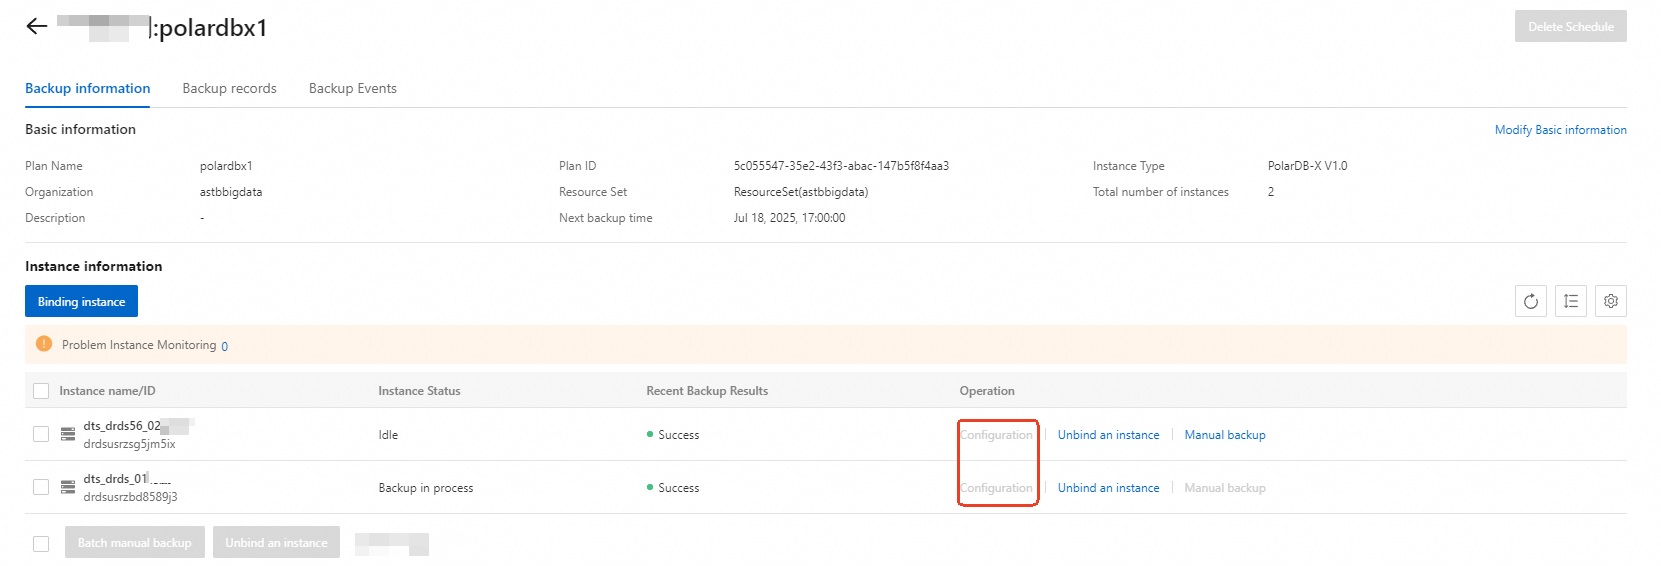 :polardbx1
Delete Schedule
Backup information
Backup records
Backup Events
Basic information
Modify Basic information
Plan Name
polardbx1
Plan ID
5c055547-35e2-43f3-abac-147b5f8f4aa3
Instance Type
PolarDB-X V1.0
Organization
astbbigdata
Resource Set
ResourceSet(astbbigdata)
Total number of instances
2
Description
-
Next backup time
Jul 18, 2025, 17:00:00
Instance information
Binding instance
Problem Instance Monitoring 0
Instance name/ID
Instance Status
Recent Backup Results
Operation
dts_drds56_02
drdsusrzsg5jm5ix
Idle
Success
Configuration
Unbind an instance
Manual backup
dts_drds_01
drdsusrzbd8589j3
Backup in process
Success
Configuration
Unbind an instance
Manual backup
Batch manual backup
Unbind an instance